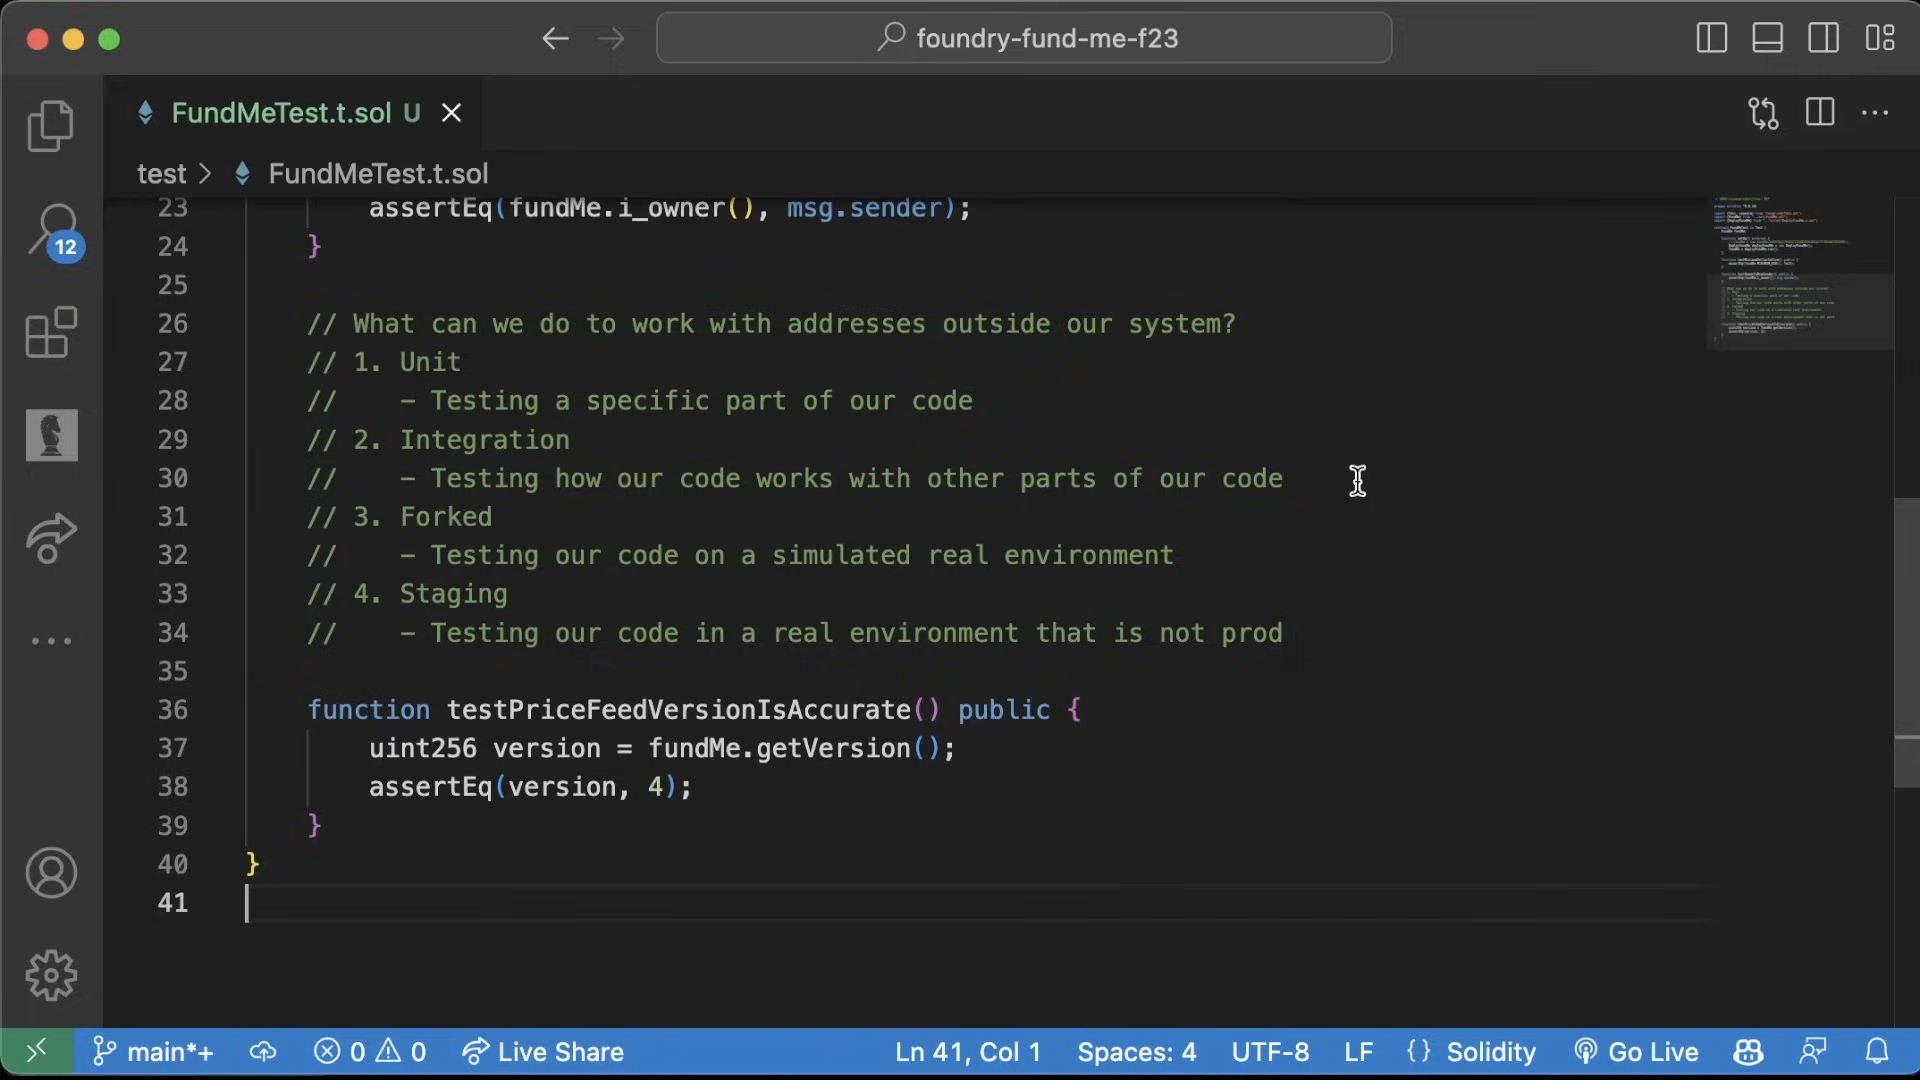 foundry-fund-me-f23
FundMeTest.t.sol U
test > FundMeTest.t.sol
12
23 assertEq(fundMe.i_owner(), msg.sender);
24 }
25
26 // What can we do to work with addresses outside our system?
27 // 1. Unit
28 //    - Testing a specific part of our code
29 // 2. Integration
30 //    - Testing how our code works with other parts of our code
31 // 3. Forked
32 //    - Testing our code on a simulated real environment
33 // 4. Staging
34 //    - Testing our code in a real environment that is not prod
35
36 function testPriceFeedVersionIsAccurate() public {
37 uint256 version = fundMe.getVersion();
38 assertEq(version, 4);
39 }
40 }
41
main*+ 0 0 Live Share Ln 41, Col 1 Spaces: 4 UTF-8 LF {} Solidity Go Live